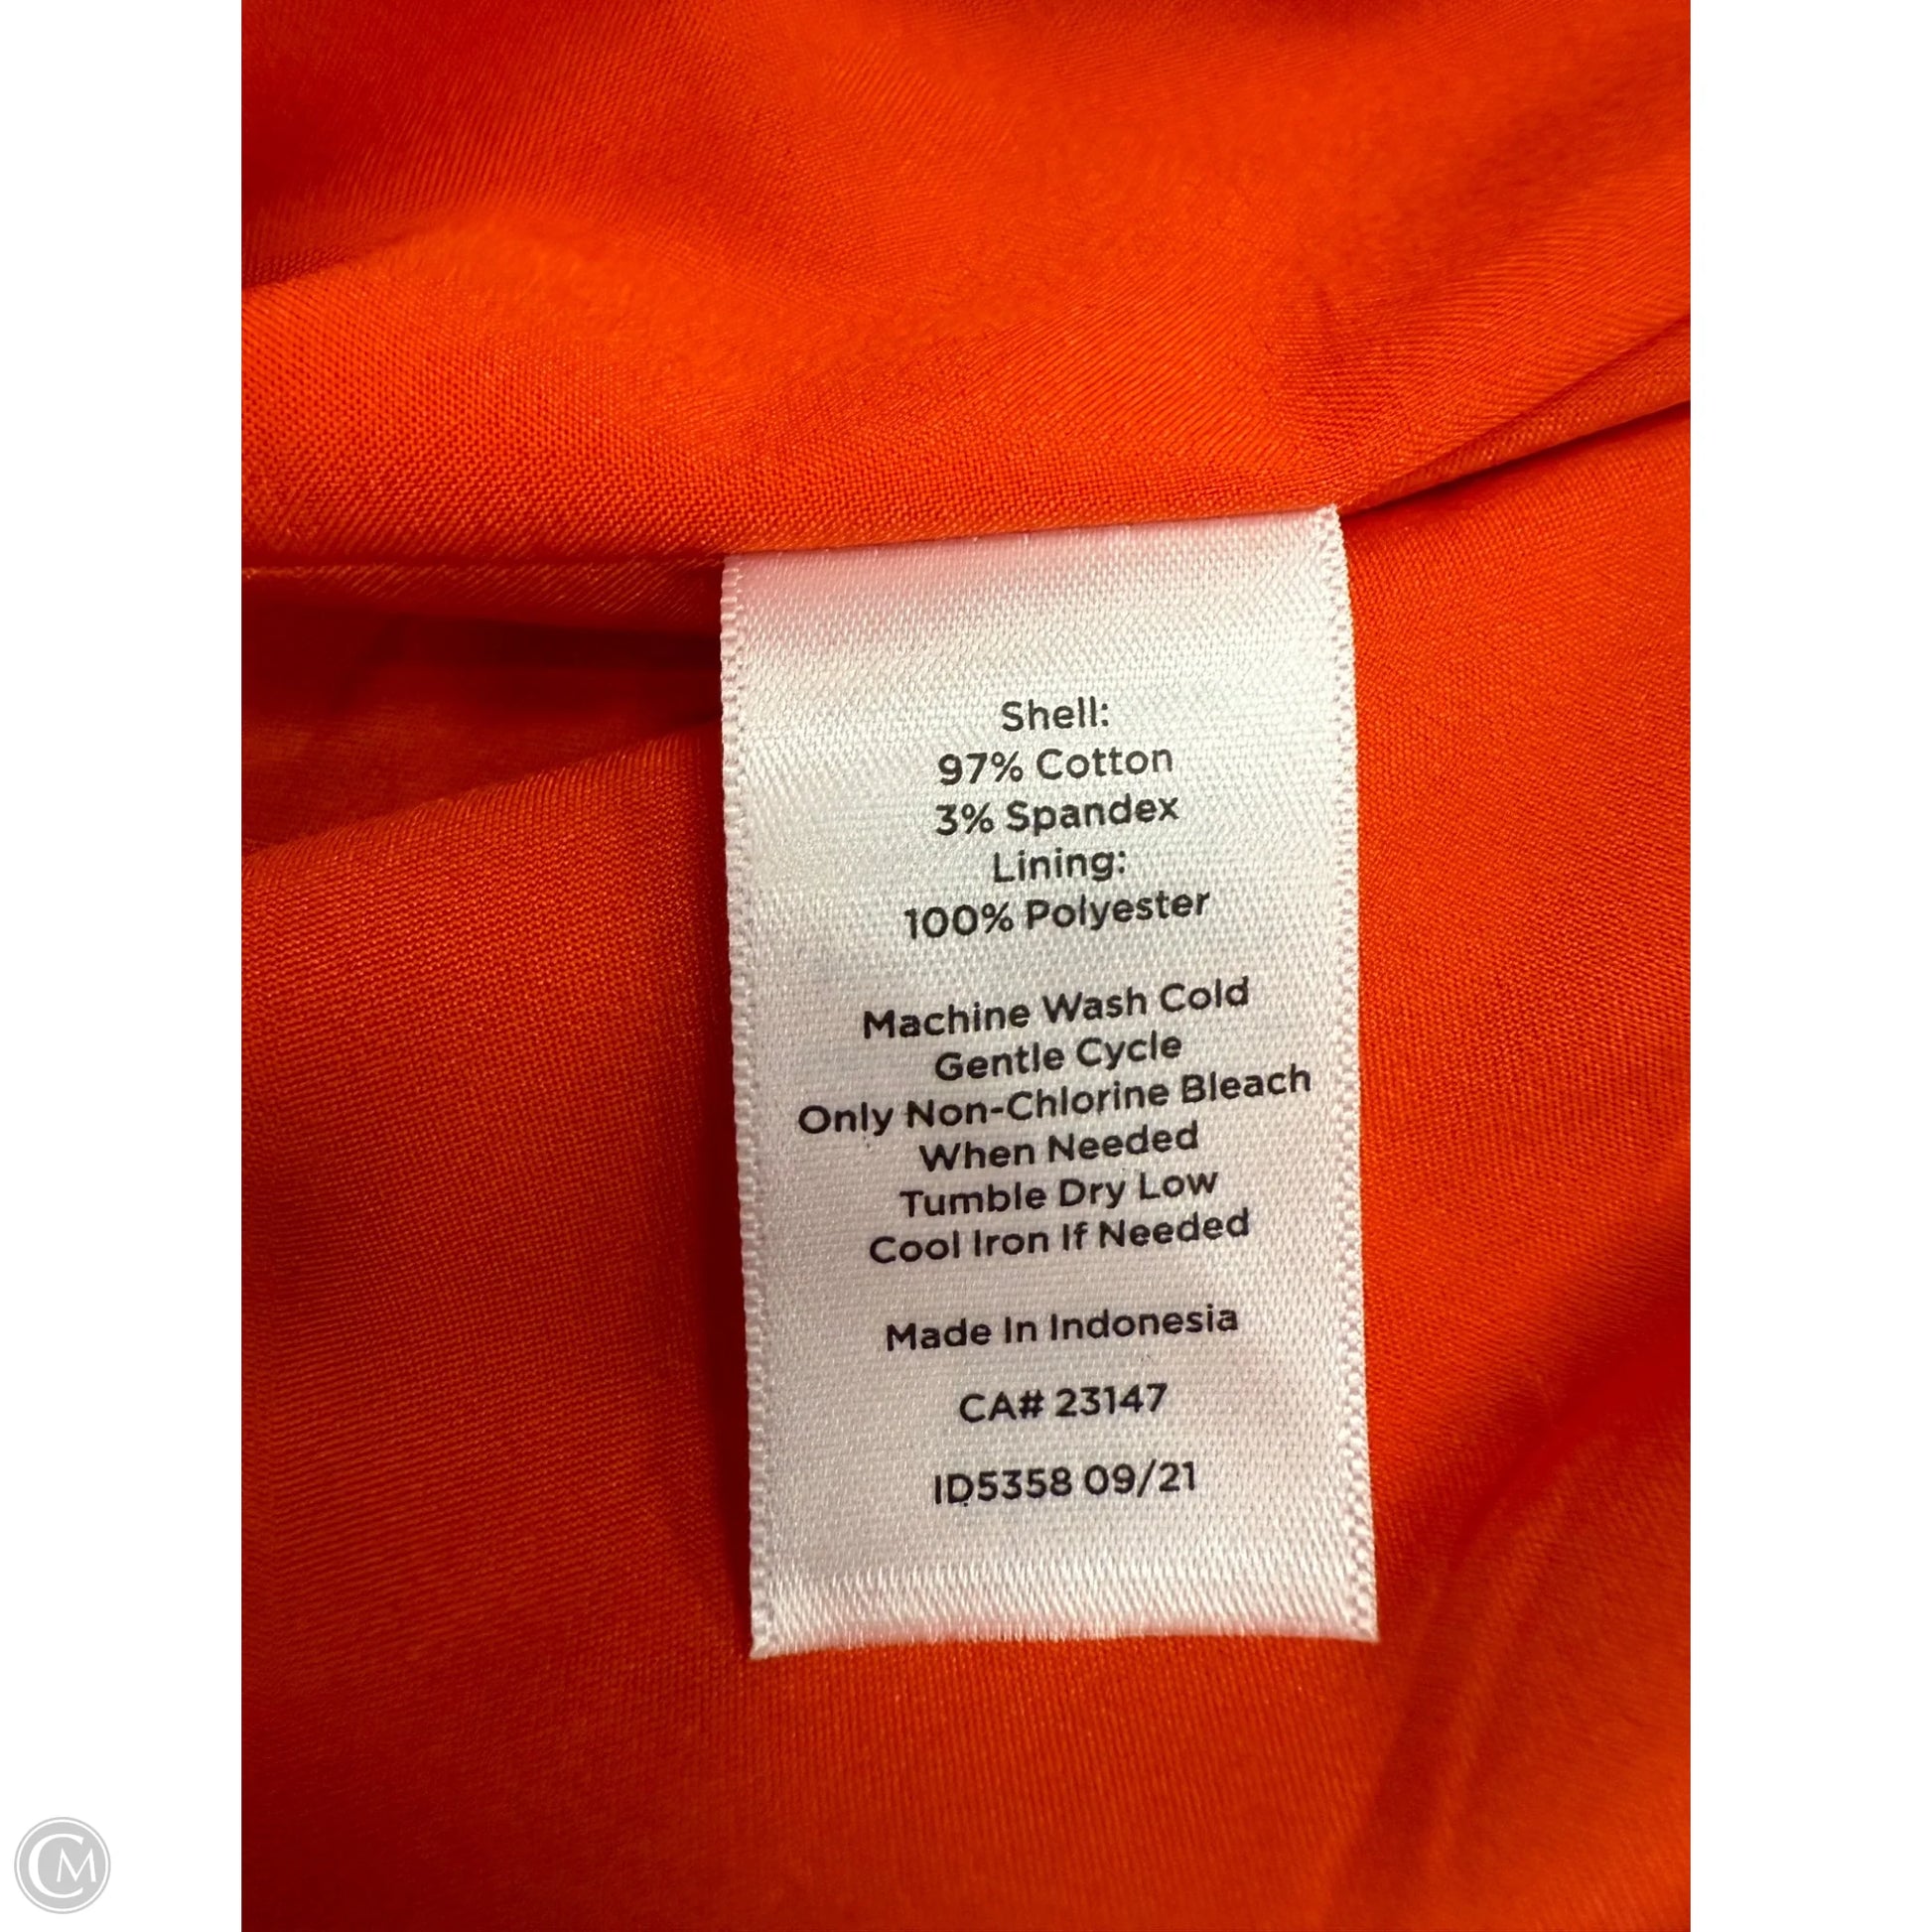 Shell:
97% Cotton
3% Spandex
Lining:
100% Polyester
Machine Wash Cold
Gentle Cycle
Only Non-Chlorine Bleach
When Needed
Tumble Dry Low
Cool Iron If Needed
Made In Indonesia
CA# 23147
ID5358 09/21
CM